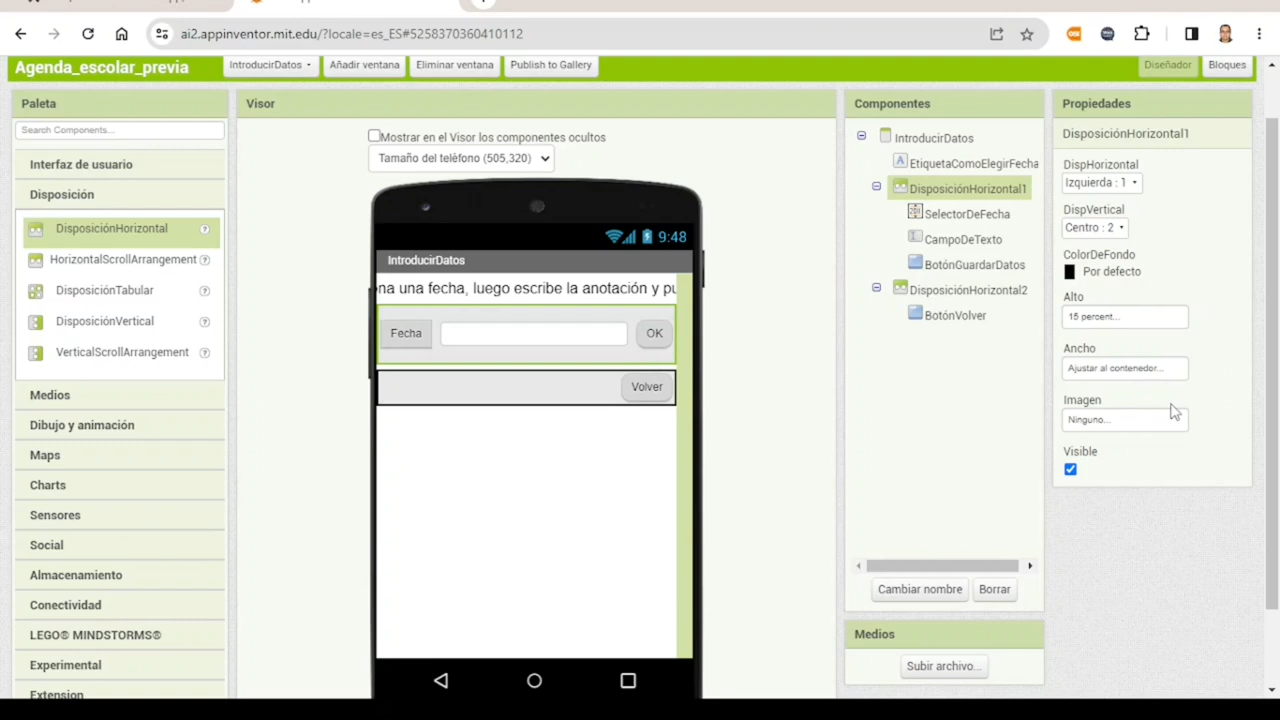 ai2.appinventor.mit.edu/?locale=es_ES#5258370360410112
Agenda_escolar_previa
IntroducirDatos
Añadir ventana
Eliminar ventana
Publish to Gallery
Diseñador
Bloques
Paleta
Search Components...
Interfaz de usuario
Disposición
DisposiciónHorizontal
HorizontalScrollArrangement
DisposiciónTabular
DisposiciónVertical
VerticalScrollArrangement
Medios
Dibujo y animación
Maps
Charts
Sensores
Social
Almacenamiento
Conectividad
LEGO® MINDSTORMS®
Experimental
Extension
Visor
Mostrar en el Visor los componentes ocultos
Tamaño del teléfono (505,320)
9:48
IntroducirDatos
na una fecha, luego escribe la anotación y pu
Fecha
OK
Volver
Componentes
IntroducirDatos
EtiquetaComoElegirFecha
DisposiciónHorizontal1
SelectorDeFecha
CampoDeTexto
BotónGuardarDatos
DisposiciónHorizontal2
BotónVolver
Cambiar nombre
Borrar
Medios
Subir archivo...
Propiedades
DisposiciónHorizontal1
DispHorizontal
Izquierda : 1
DispVertical
Centro : 2
ColorDeFondo
Por defecto
Alto
15 percent...
Ancho
Ajustar al contenedor...
Imagen
Ninguno...
Visible